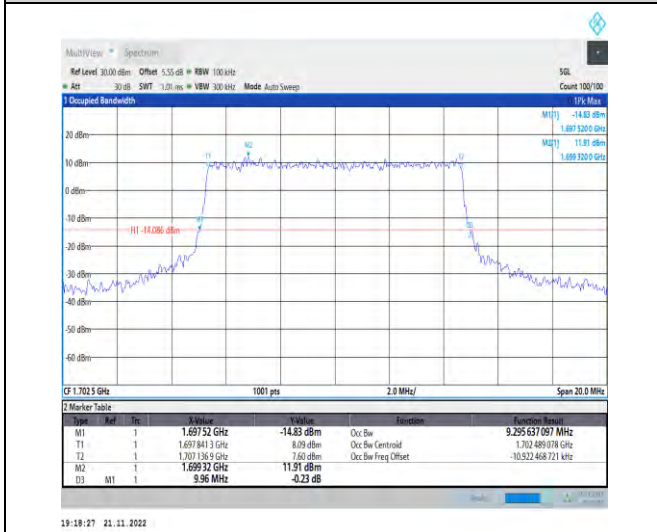 MultiView Spectrum
Ref Level 30.00 dBm Offset 5.55 dB RBW 100 kHz SGL
Att 30 dB SWT 1.01 ms VBW 300 kHz Mode Auto Sweep Count 100/100
1 Occupied Bandwidth 1Pk Max
M1[1] -14.83 dBm
1.697 520 0 GHz
M2[1] 11.91 dBm
1.699 320 0 GHz
20 dBm
M2
T1 T2
10 dBm
0 dBm
-10 dBm
H1 -14.086 dBm
-20 dBm
-30 dBm
-40 dBm
-50 dBm
-60 dBm
CF 1.702 5 GHz 1001 pts 2.0 MHz/ Span 20.0 MHz
2 Marker Table
Type Ref Trc X-Value Y-Value Function Function Result
M1 1 1.697 52 GHz -14.83 dBm Occ Bw 9.295 637 097 MHz
T1 1 1.697 841 3 GHz 8.09 dBm Occ Bw Centroid 1.702 489 078 GHz
T2 1 1.707 136 9 GHz 7.60 dBm Occ Bw Freq Offset -10.922 468 721 kHz
M2 1 1.699 32 GHz 11.91 dBm
D3 M1 1 9.96 MHz -0.23 dB
19:18:27 21.11.2022